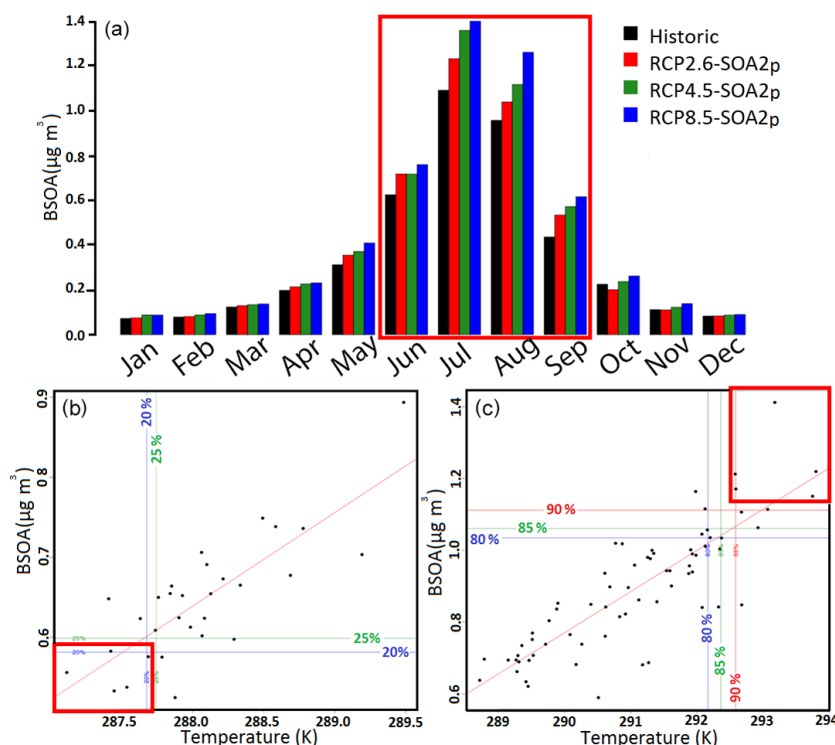 (a)
BSOA(µg m³)
1.4
1.2
1.0
0.8
0.6
0.4
0.2
0.0
Historic
RCP2.6-SOA2p
RCP4.5-SOA2p
RCP8.5-SOA2p
Jan Feb Mar Apr May Jun Jul Aug Sep Oct Nov Dec
(b)
BSOA(µg m³)
0.9
0.8
0.7
0.6
20%
25%
25%
20%
25%
20%
20%
25%
287.5 288.0 288.5 289.0 289.5
Temperature (K)
(c)
BSOA(µg m³)
1.4
1.2
1.0
0.8
0.6
90%
85%
80%
80%
85%
90%
289 290 291 292 293 294
Temperature (K)